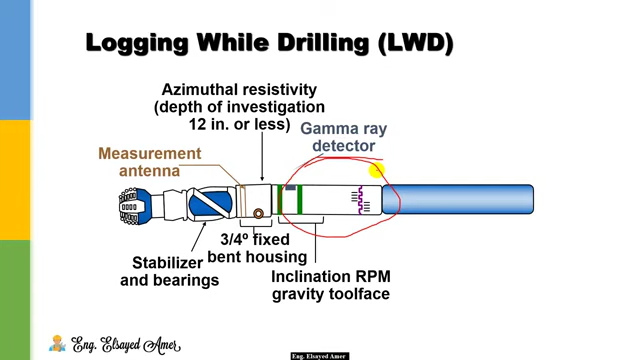 Logging While Drilling (LWD)
Azimuthal resistivity
(depth of investigation
12 in. or less)
Gamma ray
detector
Measurement
antenna
3/4º fixed
bent housing
Stabilizer
and bearings
Inclination RPM
gravity toolface
Eng. Elsayed Amer
Eng. Elsayed Amer